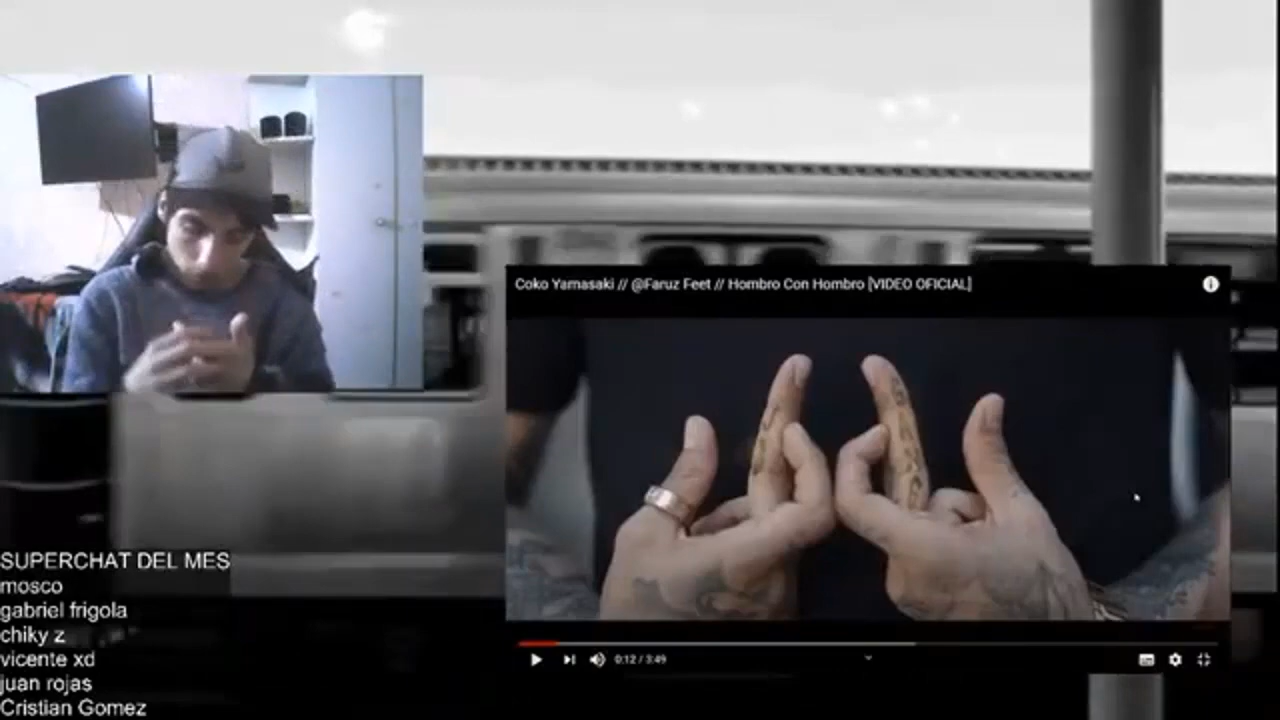 Coko Yamasaki // @Faruz Feet // Hombro Con Hombro [VIDEO OFICIAL]
0:12 / 3:49
SUPERCHAT DEL MES
mosco
gabriel frigola
chiky z
vicente xd
juan rojas
Cristian Gomez